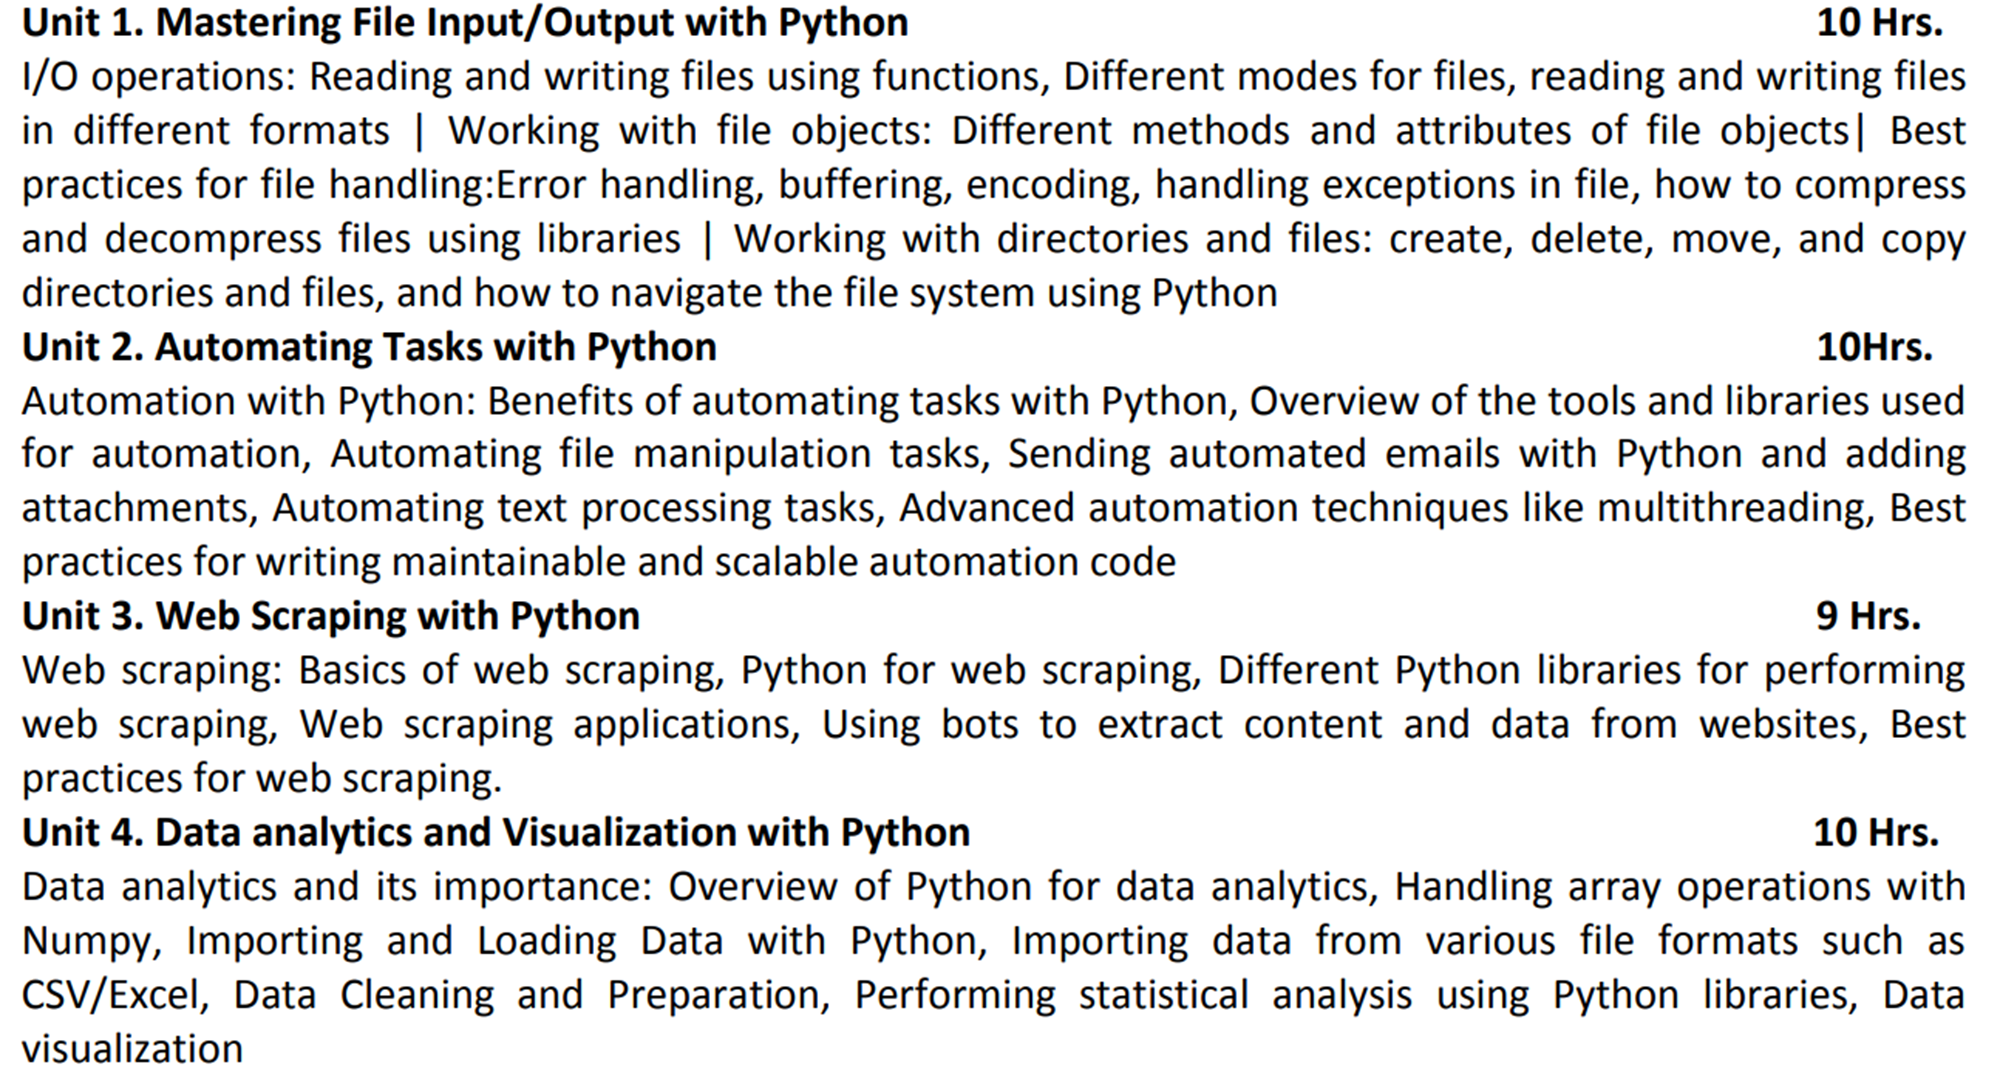 Unit 1. Mastering File Input/Output with Python 10 Hrs.
I/O operations: Reading and writing files using functions, Different modes for files, reading and writing files
in different formats | Working with file objects: Different methods and attributes of file objects| Best
practices for file handling:Error handling, buffering, encoding, handling exceptions in file, how to compress
and decompress files using libraries | Working with directories and files: create, delete, move, and copy
directories and files, and how to navigate the file system using Python
Unit 2. Automating Tasks with Python 10Hrs.
Automation with Python: Benefits of automating tasks with Python, Overview of the tools and libraries used
for automation, Automating file manipulation tasks, Sending automated emails with Python and adding
attachments, Automating text processing tasks, Advanced automation techniques like multithreading, Best
practices for writing maintainable and scalable automation code
Unit 3. Web Scraping with Python 9 Hrs.
Web scraping: Basics of web scraping, Python for web scraping, Different Python libraries for performing
web scraping, Web scraping applications, Using bots to extract content and data from websites, Best
practices for web scraping.
Unit 4. Data analytics and Visualization with Python 10 Hrs.
Data analytics and its importance: Overview of Python for data analytics, Handling array operations with
Numpy, Importing and Loading Data with Python, Importing data from various file formats such as
CSV/Excel, Data Cleaning and Preparation, Performing statistical analysis using Python libraries, Data
visualization